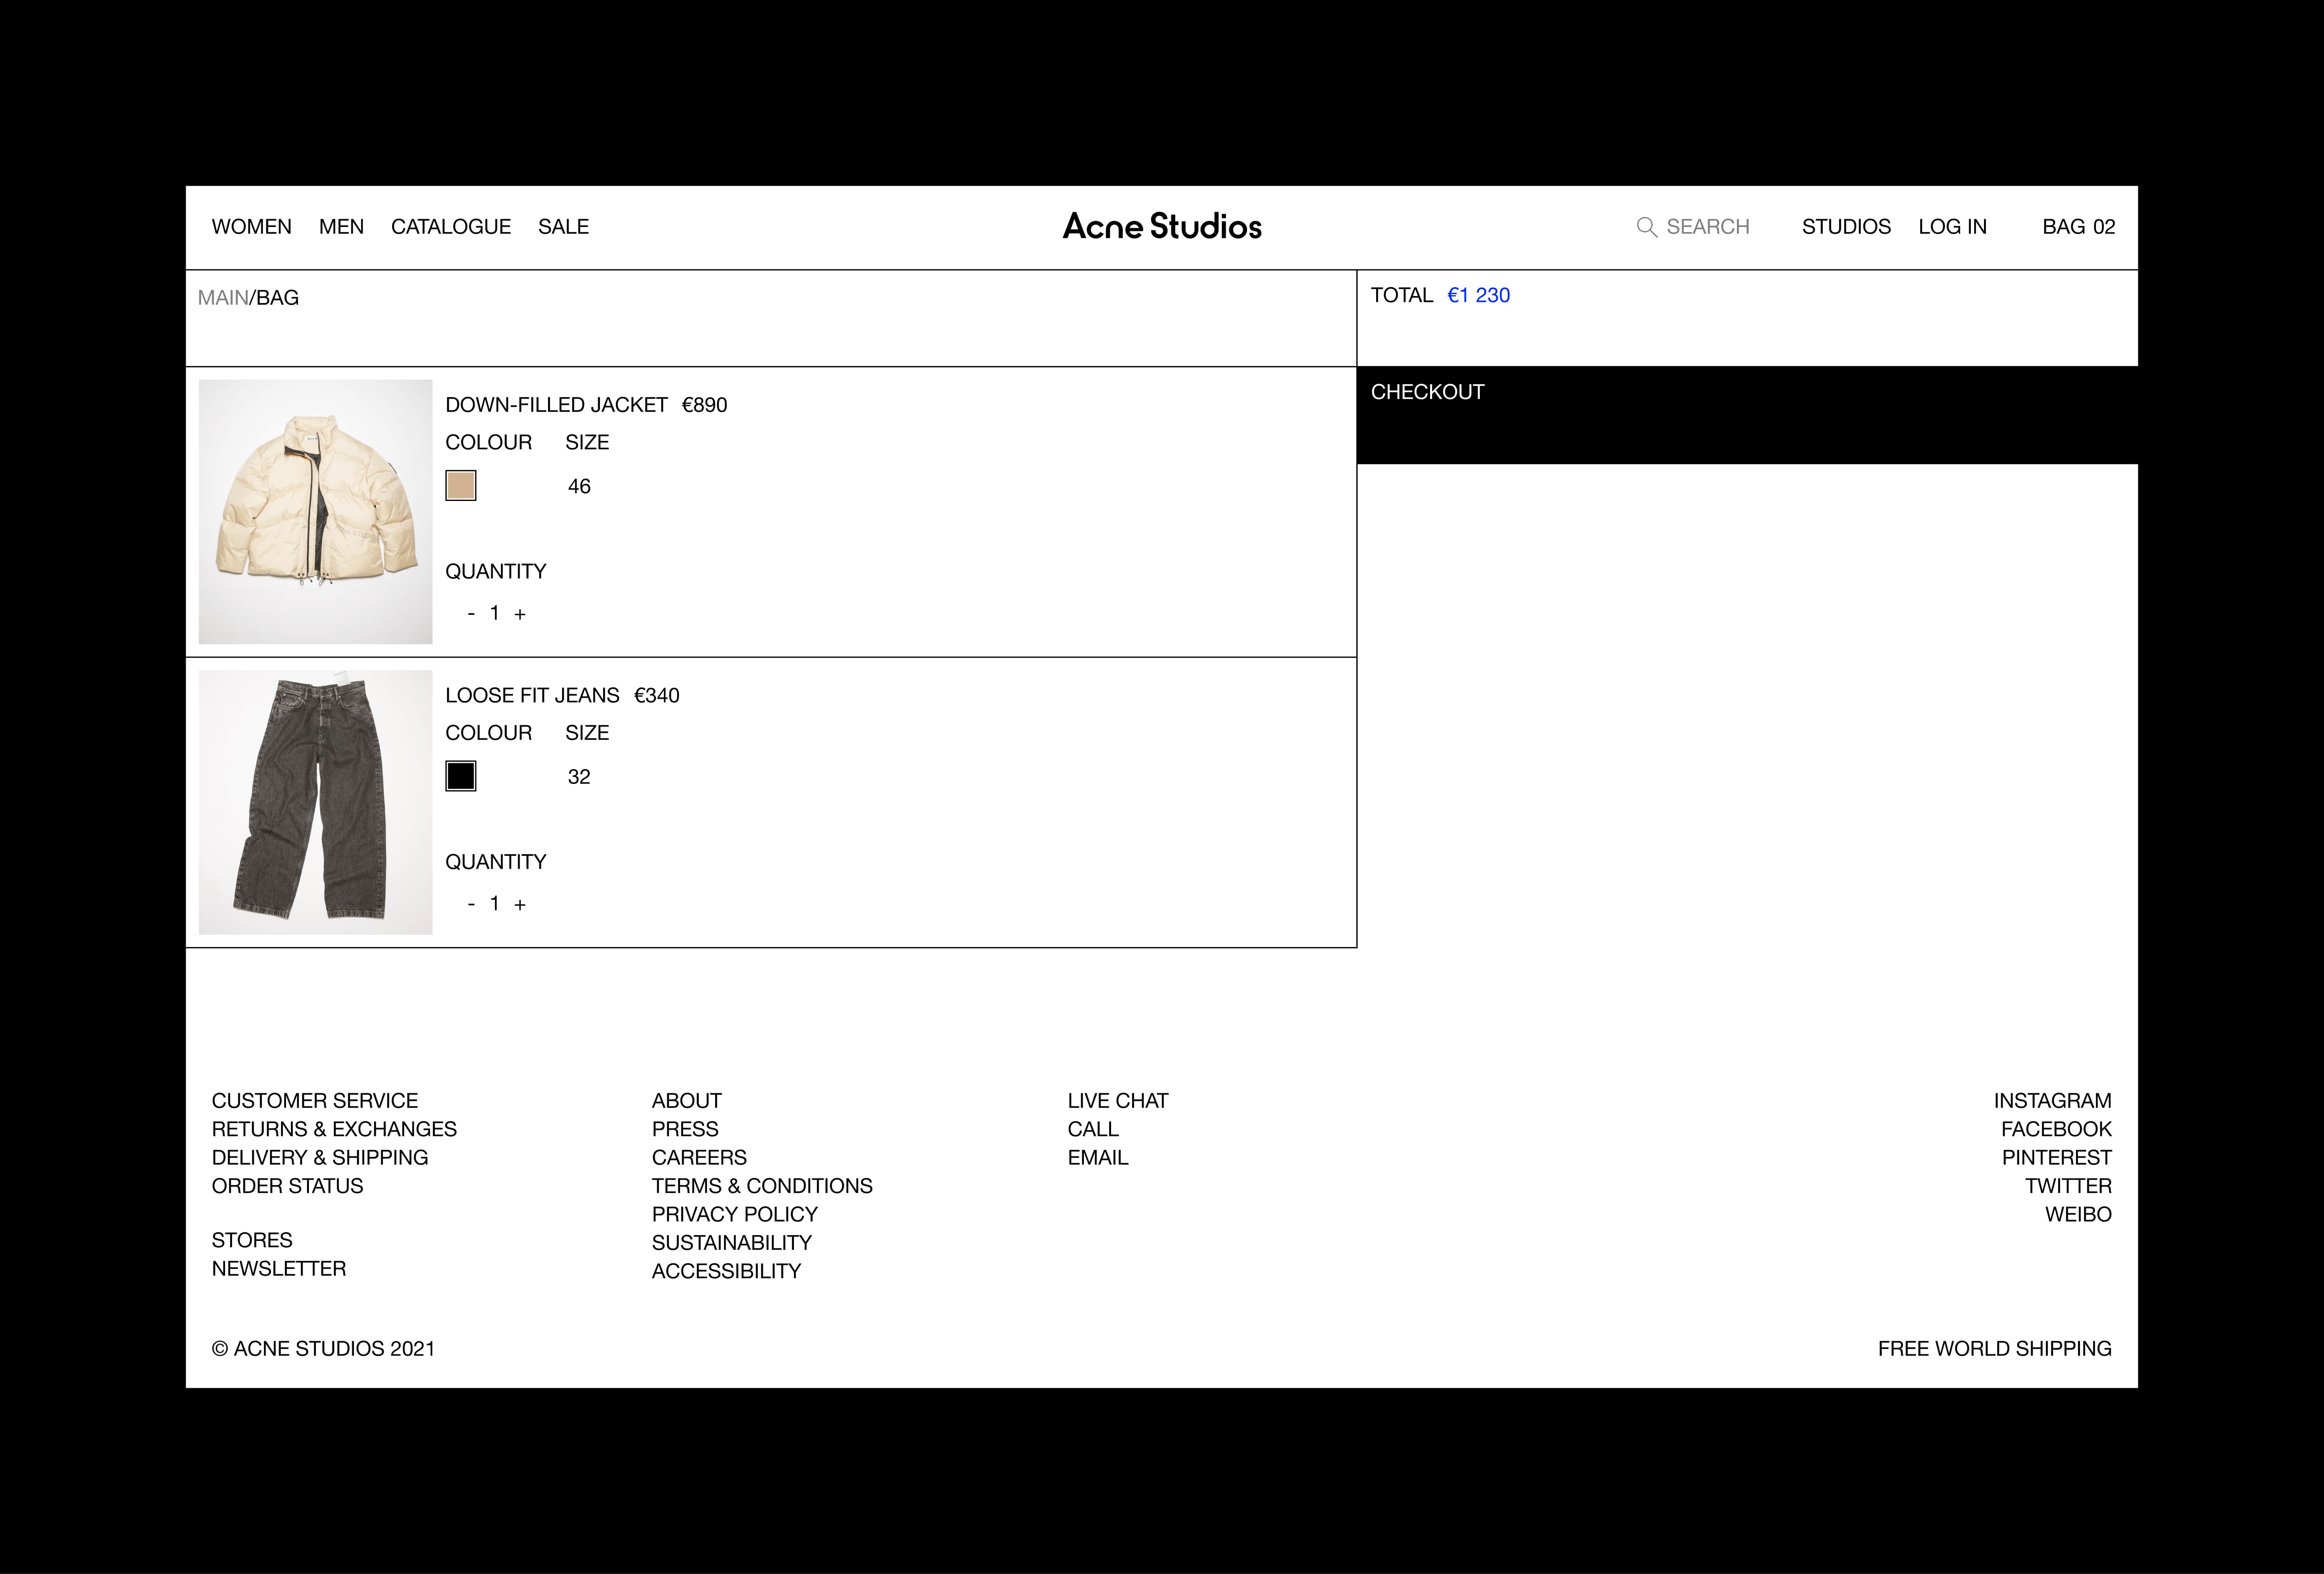 WOMEN MEN CATALOGUE SALE Acne Studios SEARCH STUDIOS LOG IN BAG 02
MAIN/BAG
TOTAL €1 230
CHECKOUT
DOWN-FILLED JACKET €890
COLOUR SIZE
46
QUANTITY
- 1 +
LOOSE FIT JEANS €340
COLOUR SIZE
32
QUANTITY
- 1 +
CUSTOMER SERVICE
RETURNS & EXCHANGES
DELIVERY & SHIPPING
ORDER STATUS
STORES
NEWSLETTER
ABOUT
PRESS
CAREERS
TERMS & CONDITIONS
PRIVACY POLICY
SUSTAINABILITY
ACCESSIBILITY
LIVE CHAT
CALL
EMAIL
INSTAGRAM
FACEBOOK
PINTEREST
TWITTER
WEIBO
© ACNE STUDIOS 2021
FREE WORLD SHIPPING